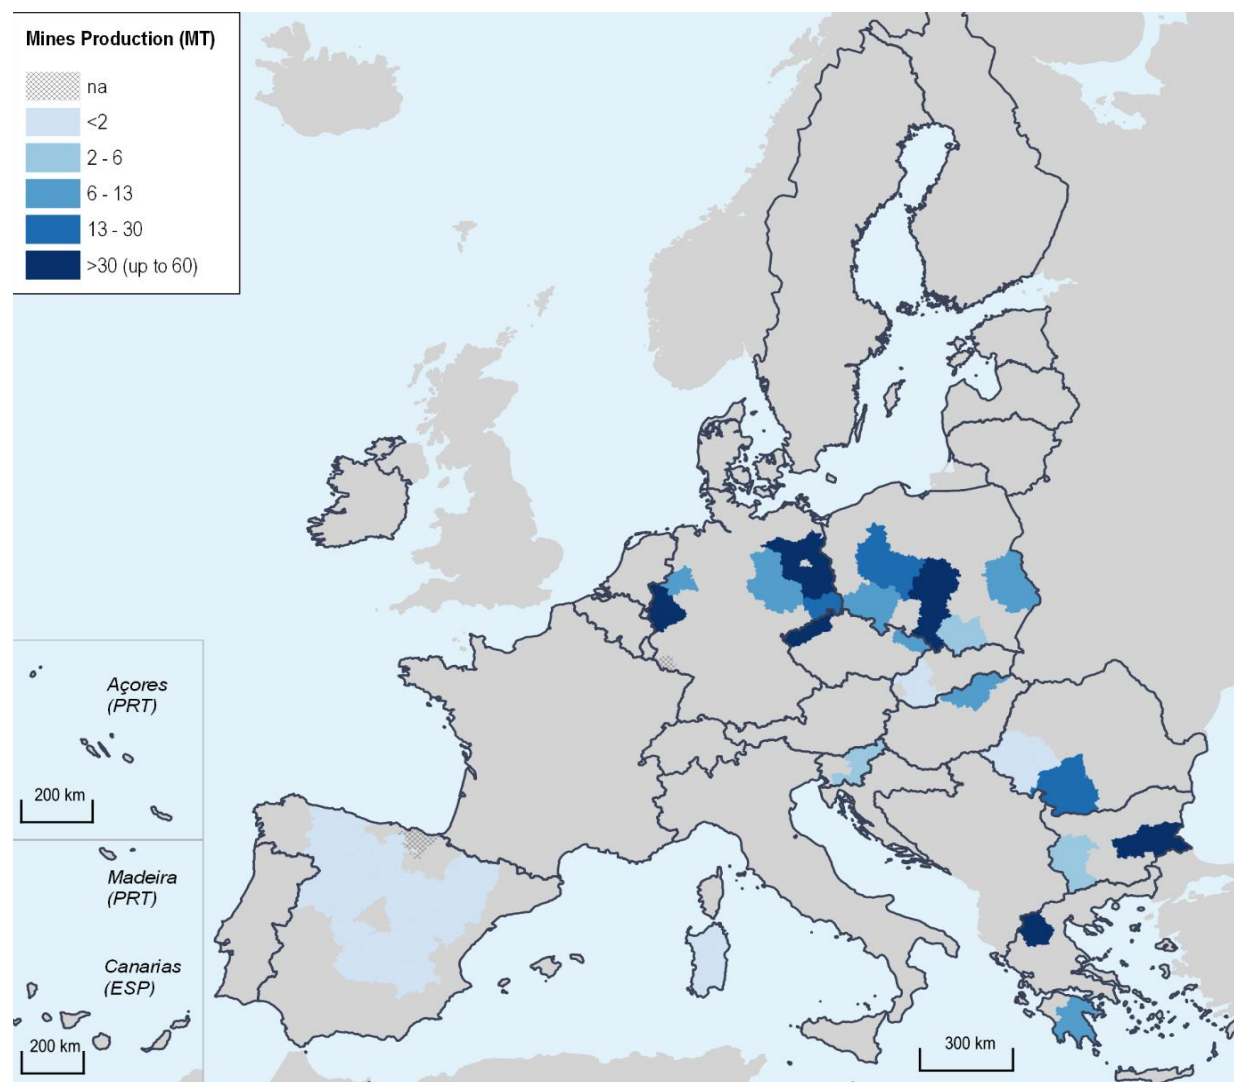 Mines Production (MT)
na
<2
2 - 6
6 - 13
13 - 30
>30 (up to 60)
Açores
(PRT)
200 km
Madeira
(PRT)
Canarias
(ESP)
200 km
300 km